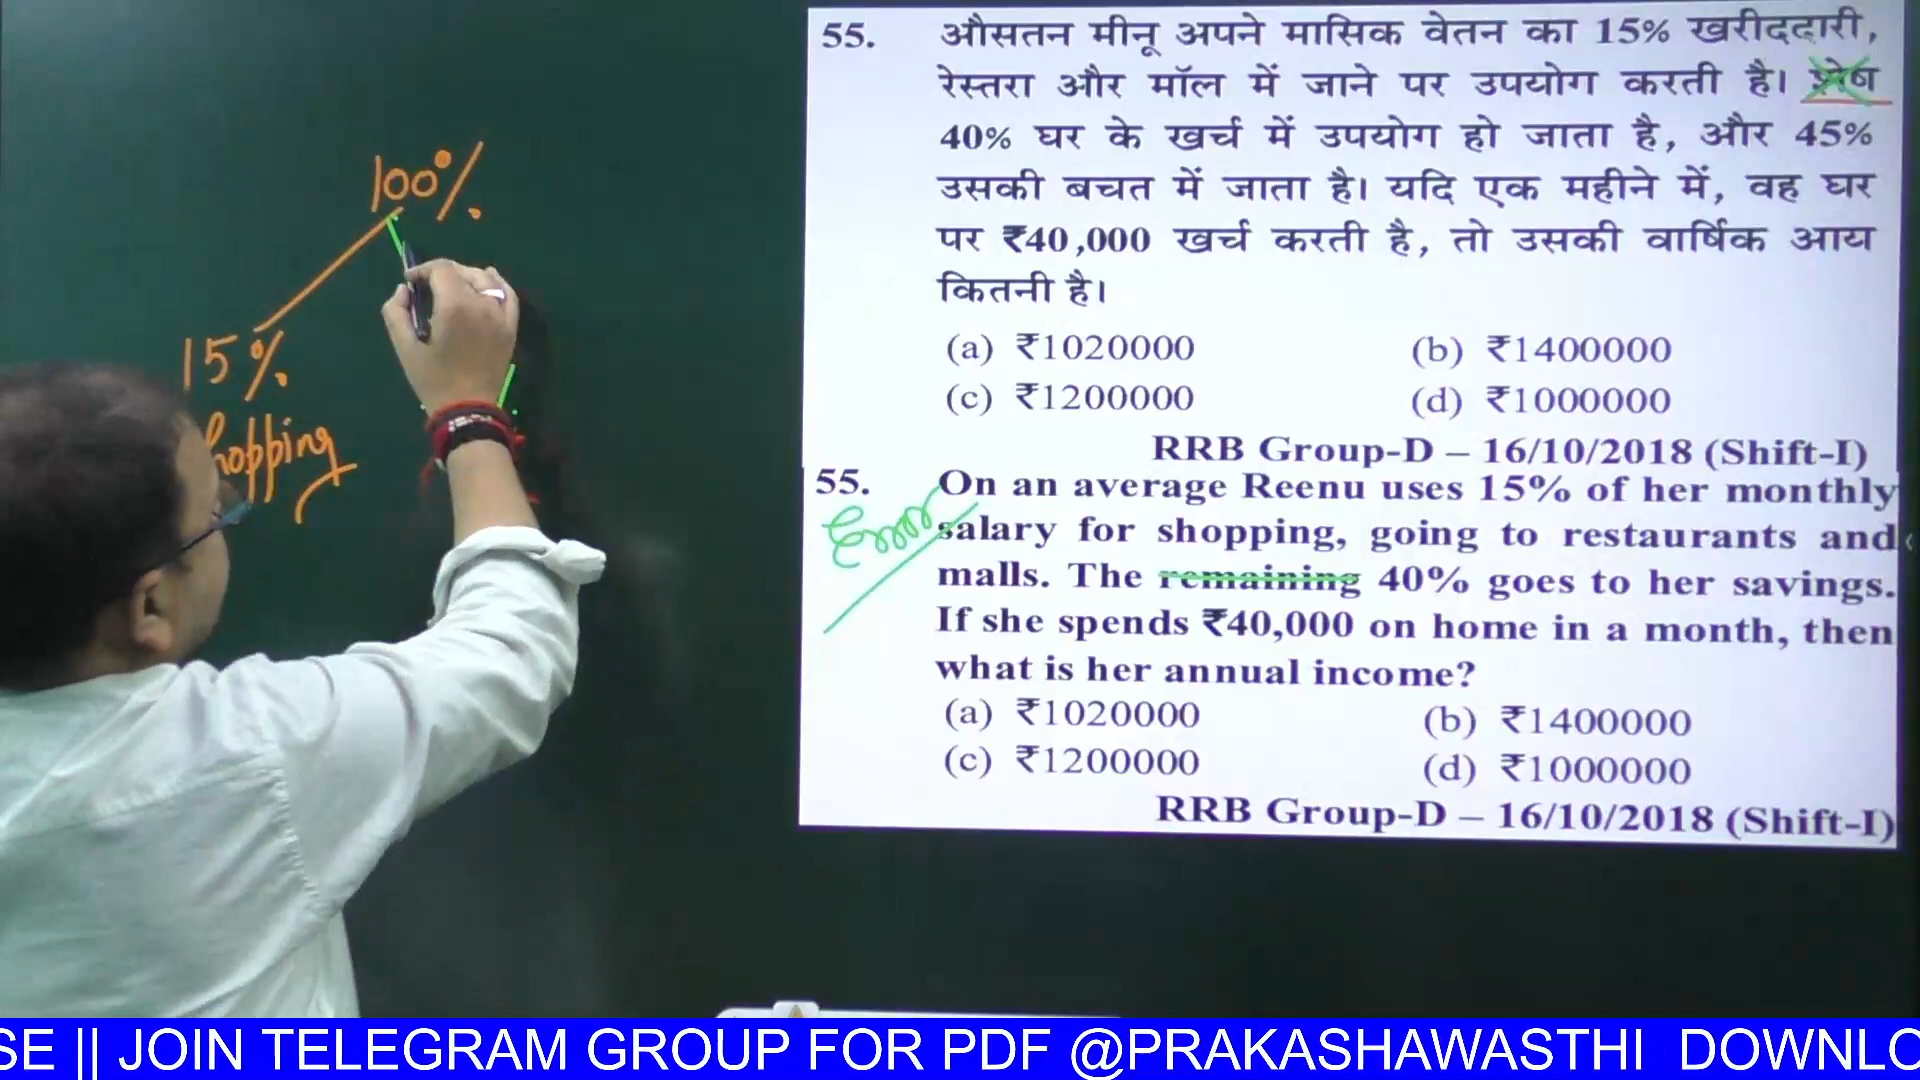 100%
15%
hopping
55. औसतन मीनू अपने मासिक वेतन का 15% खरीददारी,
रेस्तरा और मॉल में जाने पर उपयोग करती है। शेष
40% घर के खर्च में उपयोग हो जाता है, और 45%
उसकी बचत में जाता है। यदि एक महीने में, वह घर
पर ₹40,000 खर्च करती है, तो उसकी वार्षिक आय
कितनी है।
(a) ₹1020000 (b) ₹1400000
(c) ₹1200000 (d) ₹1000000
RRB Group-D – 16/10/2018 (Shift-I)
55. On an average Reenu uses 15% of her monthly
Error
salary for shopping, going to restaurants and
malls. The remaining 40% goes to her savings.
If she spends ₹40,000 on home in a month, then
what is her annual income?
(a) ₹1020000 (b) ₹1400000
(c) ₹1200000 (d) ₹1000000
RRB Group-D – 16/10/2018 (Shift-I)
SE || JOIN TELEGRAM GROUP FOR PDF @PRAKASHAWASTHI DOWNLO